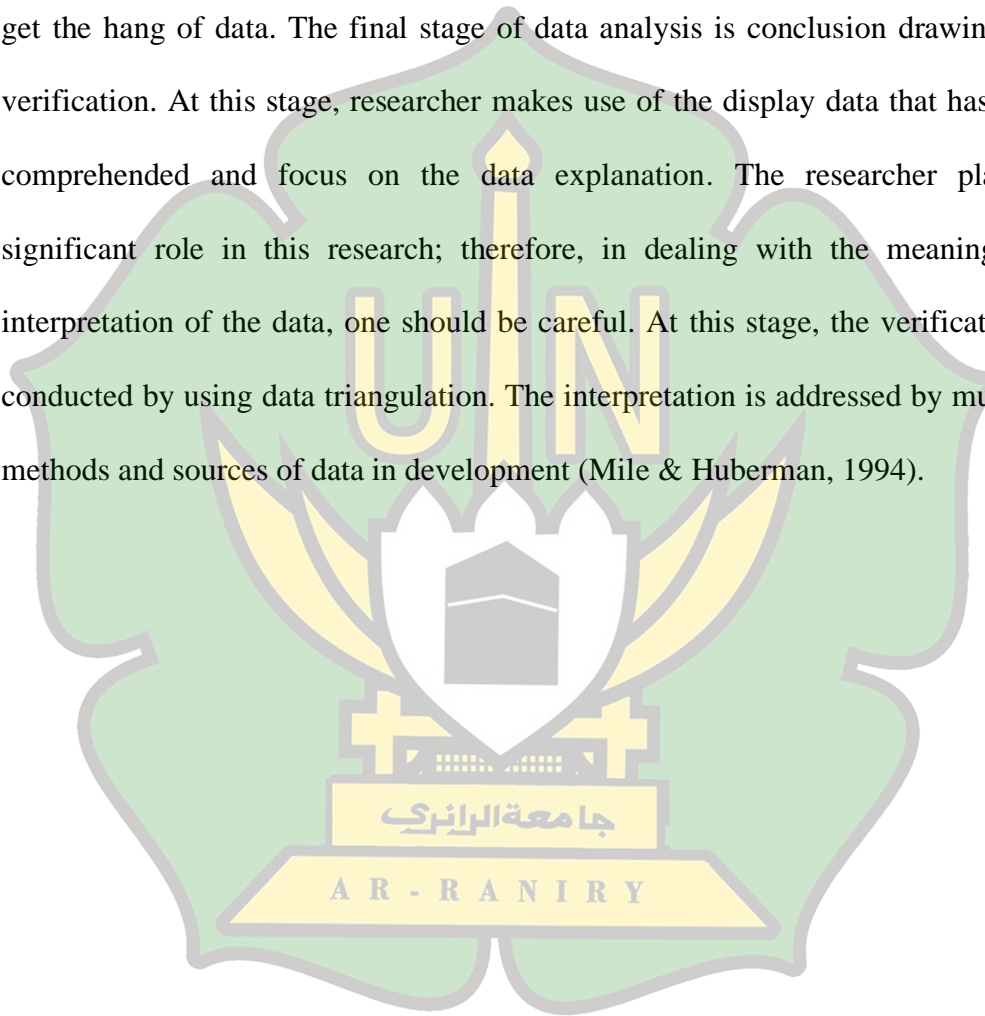 get the hang of data. The final stage of data analysis is conclusion drawin
verification. At this stage, researcher makes use of the display data that has
comprehended and focus on the data explanation. The researcher pla
significant role in this research; therefore, in dealing with the meaning
interpretation of the data, one should be careful. At this stage, the verificat
conducted by using data triangulation. The interpretation is addressed by mu
methods and sources of data in development (Mile & Huberman, 1994).
UIN
جامعة الرانري
AR-RANIRY